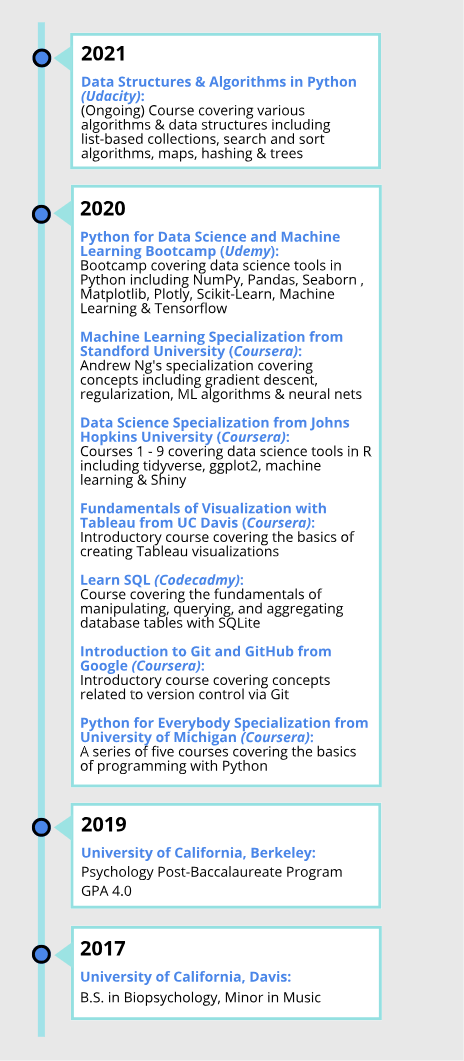 2021
Data Structures & Algorithms in Python
(Udacity):
(Ongoing) Course covering various
algorithms & data structures including
list-based collections, search and sort
algorithms, maps, hashing & trees
2020
Python for Data Science and Machine
Learning Bootcamp (Udemy):
Bootcamp covering data science tools in
Python including NumPy, Pandas, Seaborn ,
Matplotlib, Plotly, Scikit-Learn, Machine
Learning & Tensorflow
Machine Learning Specialization from
Standford University (Coursera):
Andrew Ng's specialization covering
concepts including gradient descent,
regularization, ML algorithms & neural nets
Data Science Specialization from Johns
Hopkins University (Coursera):
Courses 1 - 9 covering data science tools in R
including tidyverse, ggplot2, machine
learning & Shiny
Fundamentals of Visualization with
Tableau from UC Davis (Coursera):
Introductory course covering the basics of
creating Tableau visualizations
Learn SQL (Codecadmy):
Course covering the fundamentals of
manipulating, querying, and aggregating
database tables with SQLite
Introduction to Git and GitHub from
Google (Coursera):
Introductory course covering concepts
related to version control via Git
Python for Everybody Specialization from
University of Michigan (Coursera):
A series of five courses covering the basics
of programming with Python
2019
University of California, Berkeley:
Psychology Post-Baccalaureate Program
GPA 4.0
2017
University of California, Davis:
B.S. in Biopsychology, Minor in Music